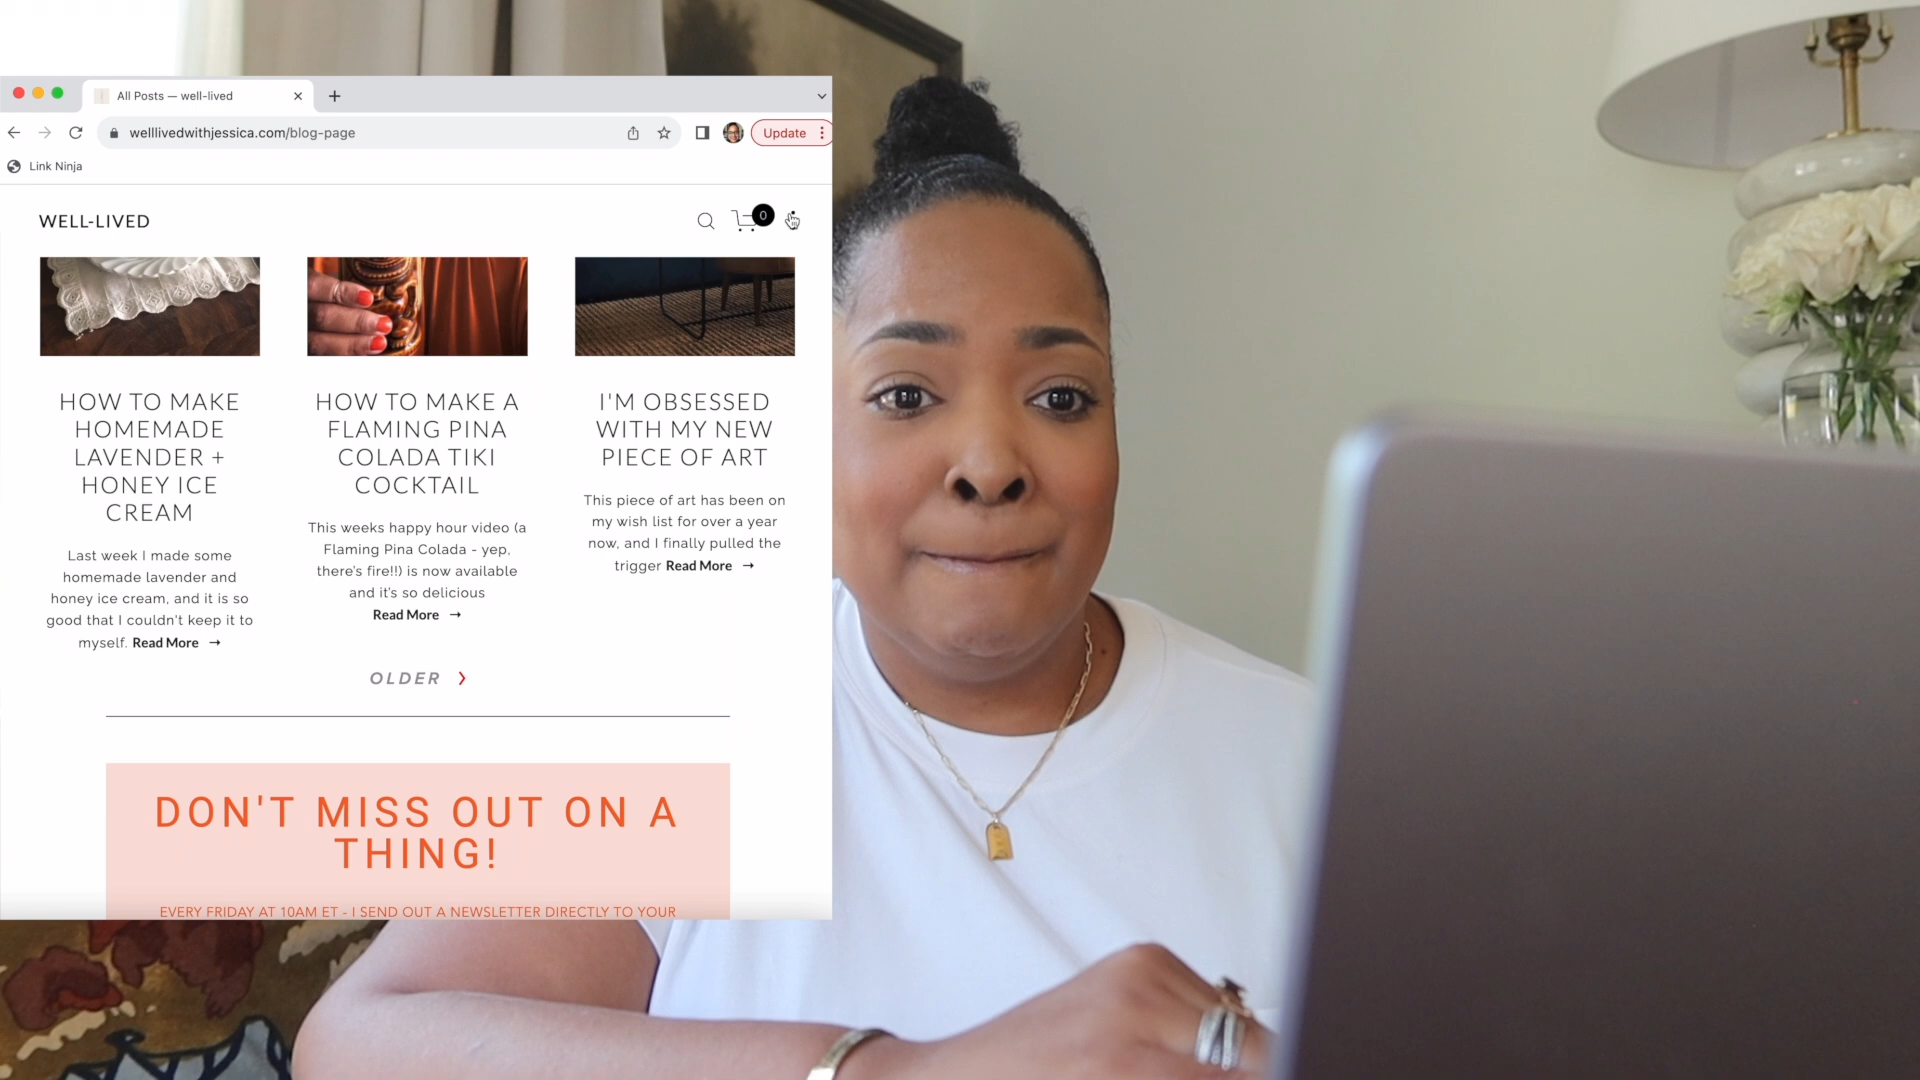 All Posts — well-lived
welllivedwithjessica.com/blog-page
Update
Link Ninja
WELL-LIVED
0
HOW TO MAKE
HOMEMADE
LAVENDER +
HONEY ICE
CREAM
Last week I made some
homemade lavender and
honey ice cream, and it is so
good that I couldn't keep it to
myself. Read More →
HOW TO MAKE A
FLAMING PINA
COLADA TIKI
COCKTAIL
This weeks happy hour video (a
Flaming Pina Colada - yep,
there's fire!!) is now available
and it's so delicious
Read More →
I'M OBSESSED
WITH MY NEW
PIECE OF ART
This piece of art has been on
my wish list for over a year
now, and I finally pulled the
trigger Read More →
OLDER
DON'T MISS OUT ON A
THING!
EVERY FRIDAY AT 10AM ET - I SEND OUT A NEWSLETTER DIRECTLY TO YOUR